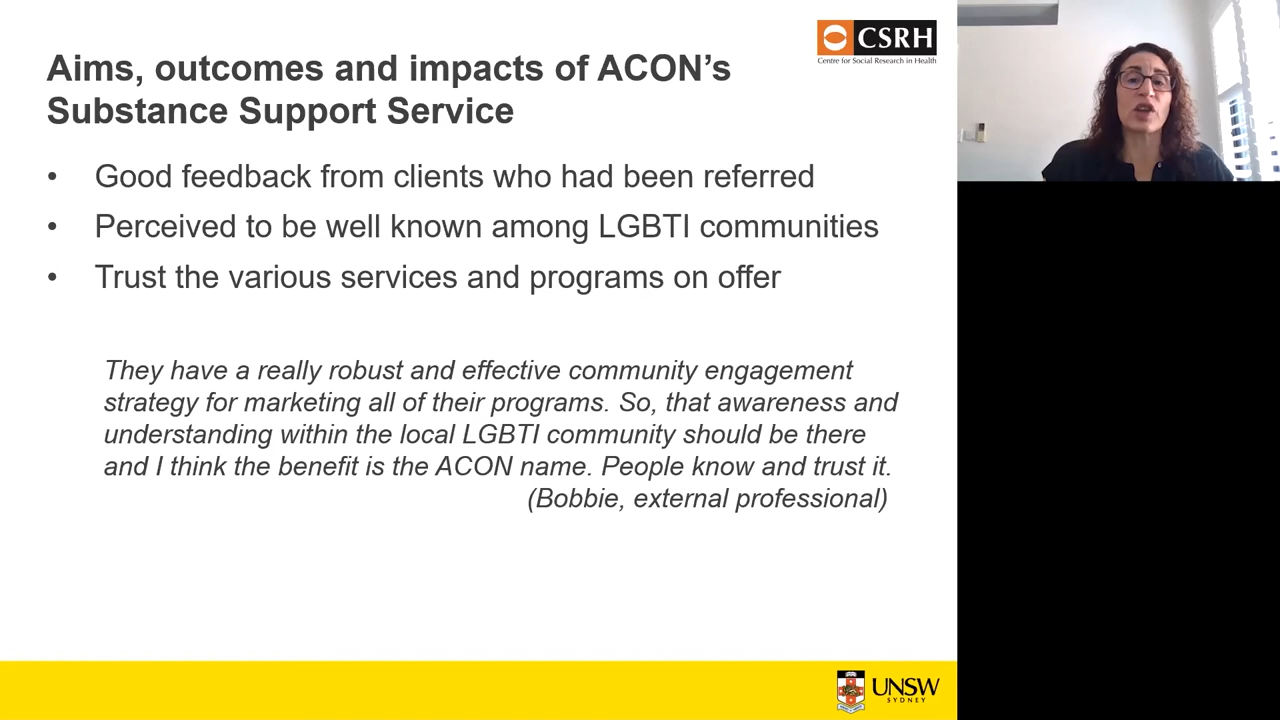 CSRH
Centre for Social Research in Health
Aims, outcomes and impacts of ACON’s
Substance Support Service
• Good feedback from clients who had been referred
• Perceived to be well known among LGBTI communities
• Trust the various services and programs on offer
They have a really robust and effective community engagement
strategy for marketing all of their programs. So, that awareness and
understanding within the local LGBTI community should be there
and I think the benefit is the ACON name. People know and trust it.
(Bobbie, external professional)
UNSW
SYDNEY